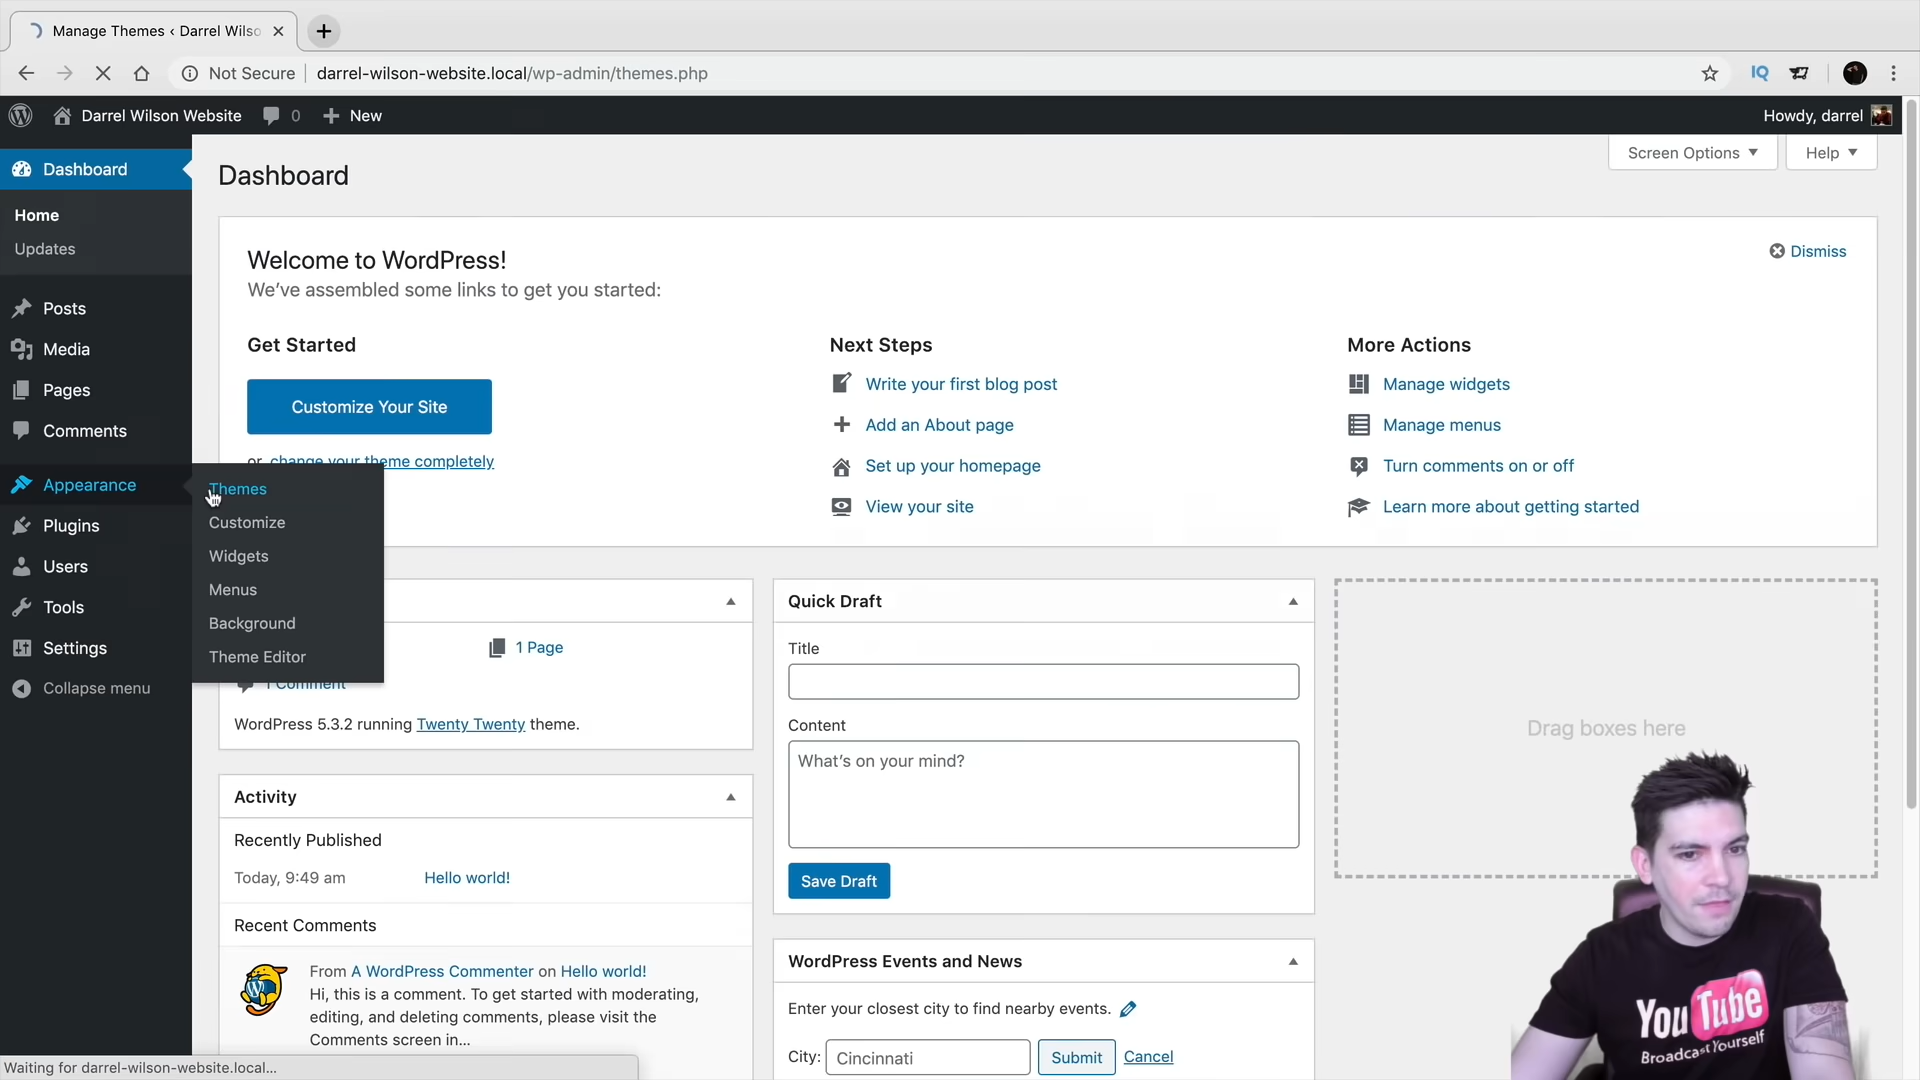 Manage Themes ‹ Darrel Wilso
Not Secure
darrel-wilson-website.local/wp-admin/themes.php
IQ
Darrel Wilson Website
0
New
Howdy, darrel
Dashboard
Home
Updates
Posts
Media
Pages
Comments
Appearance
Plugins
Users
Tools
Settings
Collapse menu
Themes
Customize
Widgets
Menus
Background
Theme Editor
Dashboard
Screen Options
Help
Welcome to WordPress!
We've assembled some links to get you started:
Dismiss
Get Started
Customize Your Site
or change your theme completely
Next Steps
Write your first blog post
Add an About page
Set up your homepage
View your site
More Actions
Manage widgets
Manage menus
Turn comments on or off
Learn more about getting started
1 Page
1 Comment
WordPress 5.3.2 running Twenty Twenty theme.
Activity
Recently Published
Today, 9:49 am Hello world!
Recent Comments
From A WordPress Commenter on Hello world!
Hi, this is a comment. To get started with moderating,
editing, and deleting comments, please visit the
Comments screen in...
Quick Draft
Title
Content
What's on your mind?
Save Draft
WordPress Events and News
Enter your closest city to find nearby events.
City: Cincinnati Submit Cancel
Drag boxes here
You Tube
Broadcast Yourself
Waiting for darrel-wilson-website.local...